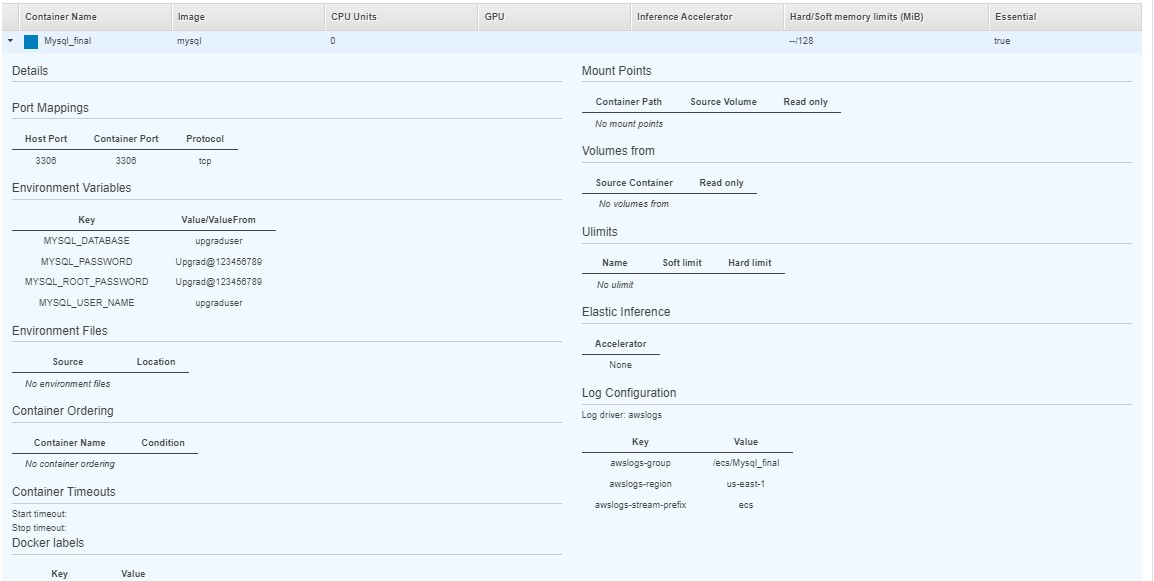 Container Name Image CPU Units GPU Inference Accelerator Hard/Soft memory limits (MiB) Essential
Mysql_final mysql 0 --/128 true
Details
Port Mappings
Host Port Container Port Protocol
3306 3306 tcp
Environment Variables
Key Value/ValueFrom
MYSQL_DATABASE upgraduser
MYSQL_PASSWORD Upgrad@123456789
MYSQL_ROOT_PASSWORD Upgrad@123456789
MYSQL_USER_NAME upgraduser
Environment Files
Source Location
No environment files
Container Ordering
Container Name Condition
No container ordering
Container Timeouts
Start timeout:
Stop timeout:
Docker labels
Key Value
Mount Points
Container Path Source Volume Read only
No mount points
Volumes from
Source Container Read only
No volumes from
Ulimits
Name Soft limit Hard limit
No ulimit
Elastic Inference
Accelerator
None
Log Configuration
Log driver: awslogs
Key Value
awslogs-group /ecs/Mysql_final
awslogs-region us-east-1
awslogs-stream-prefix ecs